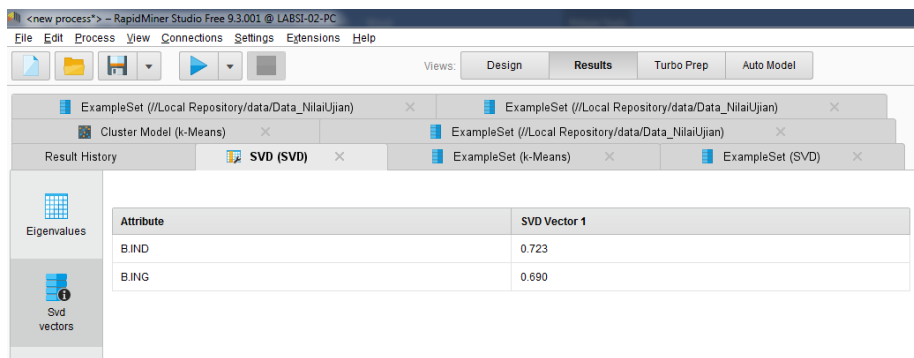 <new process*> – RapidMiner Studio Free 9.3.001 @ LABSI-02-PC
File Edit Process View Connections Settings Extensions Help
Views: Design Results Turbo Prep Auto Model
ExampleSet (//Local Repository/data/Data_NilaiUjian) ExampleSet (//Local Repository/data/Data_NilaiUjian)
Cluster Model (k-Means) ExampleSet (//Local Repository/data/Data_NilaiUjian)
Result History SVD (SVD) ExampleSet (k-Means) ExampleSet (SVD)
Eigenvalues
Svd
vectors
Attribute SVD Vector 1
B.IND 0.723
B.ING 0.690